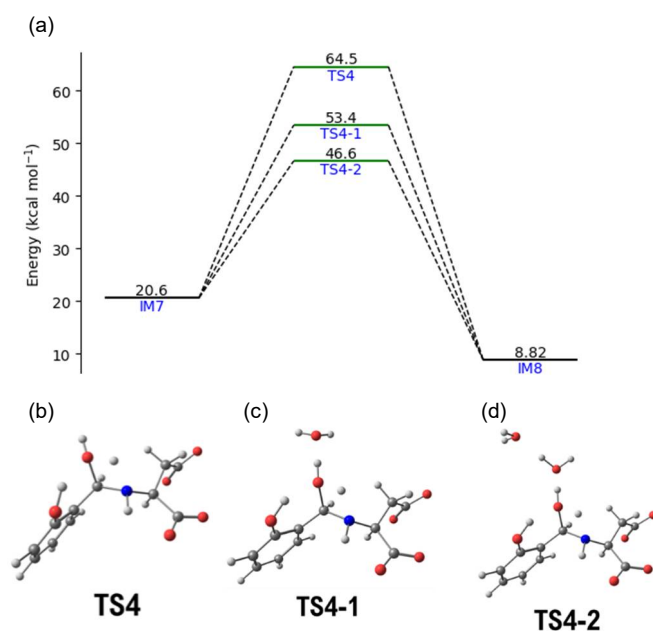 (a)
Energy (kcal mol⁻¹)
60
50
40
30
20
10
64.5
TS4
53.4
TS4-1
46.6
TS4-2
20.6
IM7
8.82
IM8
(b)
(c)
(d)
TS4
TS4-1
TS4-2